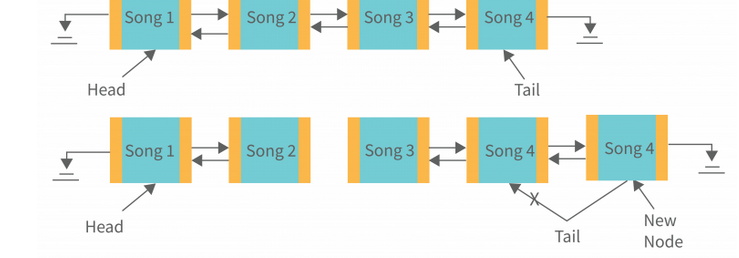 Song 1
Song 2
Song 3
Song 4
Head
Tail
Song 1
Song 2
Song 3
Song 4
Song 4
X
Head
Tail
New
Node